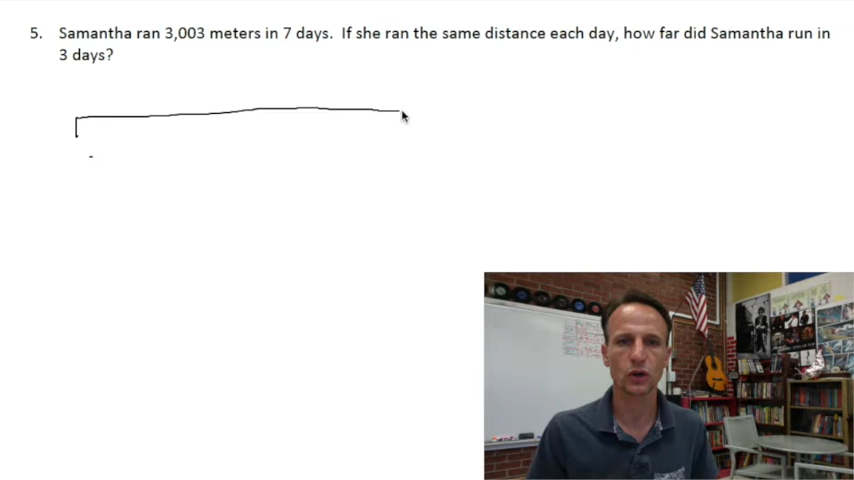 5. Samantha ran 3,003 meters in 7 days. If she ran the same distance each day, how far did Samantha run in
3 days?